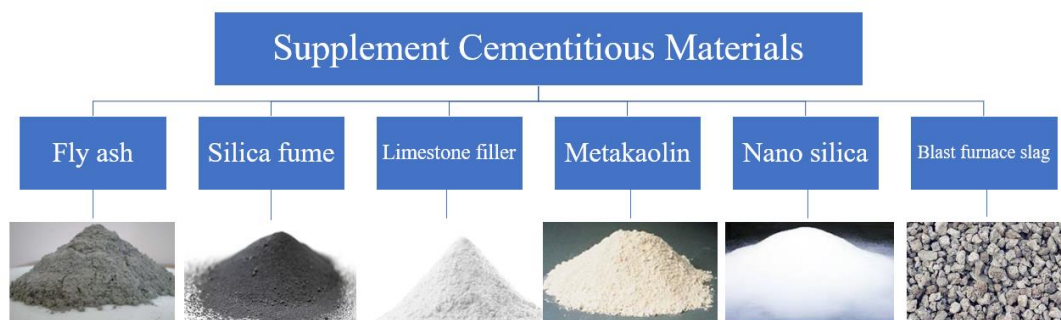 Supplement Cementitious Materials
Fly ash
Silica fume
Limestone filler
Metakaolin
Nano silica
Blast furnace slag